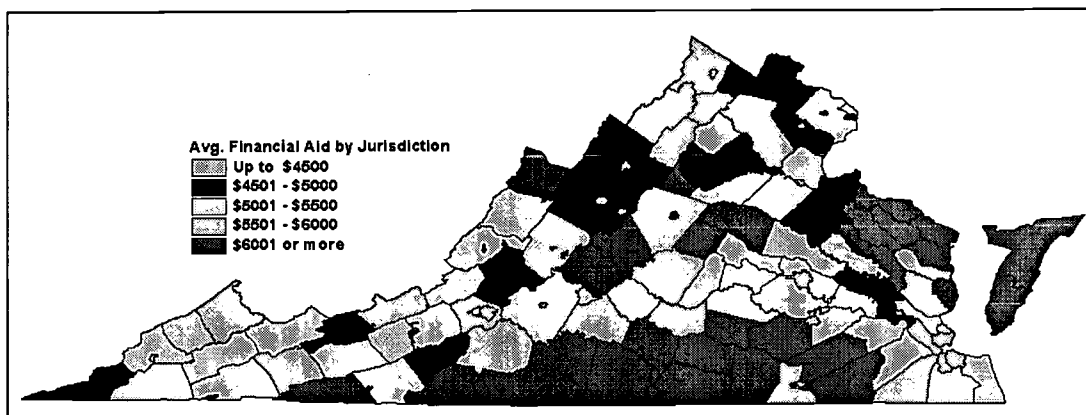 Avg. Financial Aid by Jurisdiction
Up to $4500
$4501 - $5000
$5001 - $5500
$5501 - $6000
$6001 or more